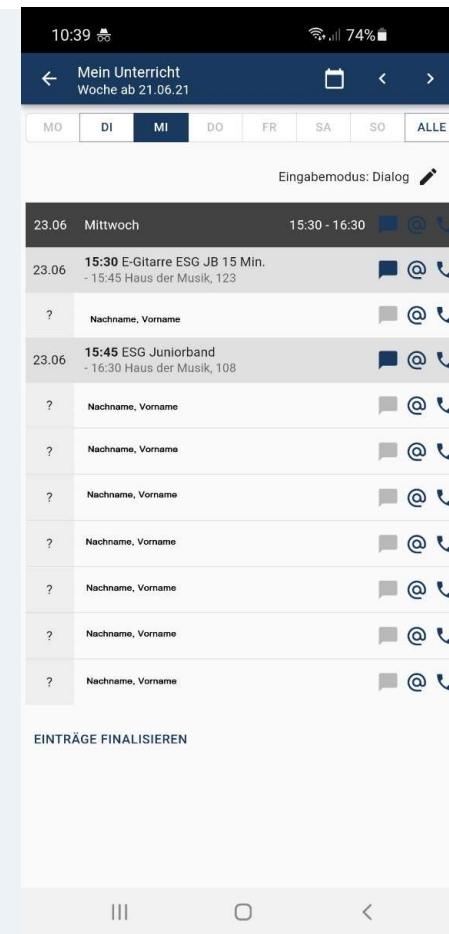 10:39 74%
Mein Unterricht
Woche ab 21.06.21
MO DI MI DO FR SA SO ALLE
Eingabemodus: Dialog
23.06 Mittwoch 15:30 - 16:30
23.06 15:30 E-Gitarre ESG JB 15 Min.
- 15:45 Haus der Musik, 123
? Nachname, Vorname
23.06 15:45 ESG Juniorband
- 16:30 Haus der Musik, 108
? Nachname, Vorname
? Nachname, Vorname
? Nachname, Vorname
? Nachname, Vorname
? Nachname, Vorname
? Nachname, Vorname
? Nachname, Vorname
EINTRÄGE FINALISIEREN